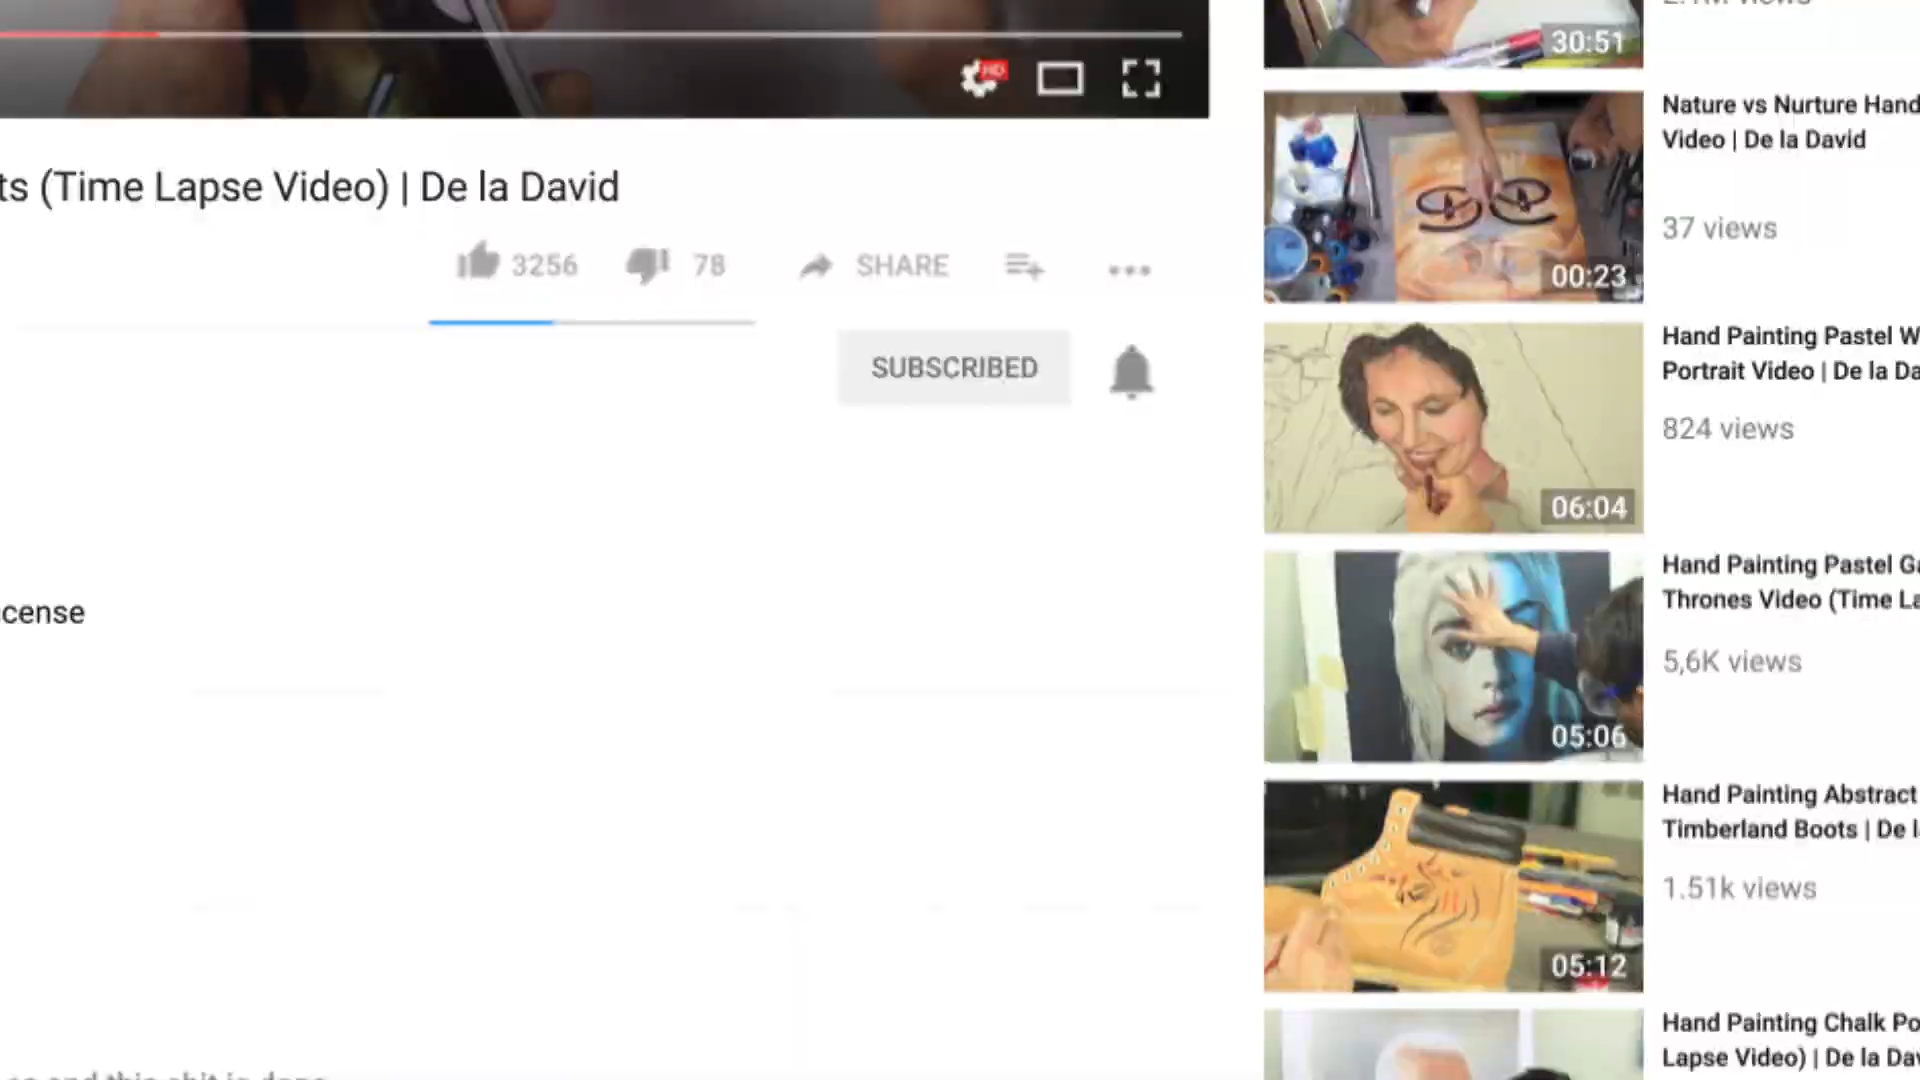 HD
ts (Time Lapse Video) | De la David
3256
78
SHARE
SUBSCRIBED
cense
30:51
Nature vs Nurture Hand
Video | De la David
37 views
00:23
Hand Painting Pastel W
Portrait Video | De la Da
824 views
06:04
Hand Painting Pastel Ga
Thrones Video (Time La
5,6K views
05:06
Hand Painting Abstract
Timberland Boots | De l
1.51k views
05:12
Hand Painting Chalk Po
Lapse Video) | De la Dav